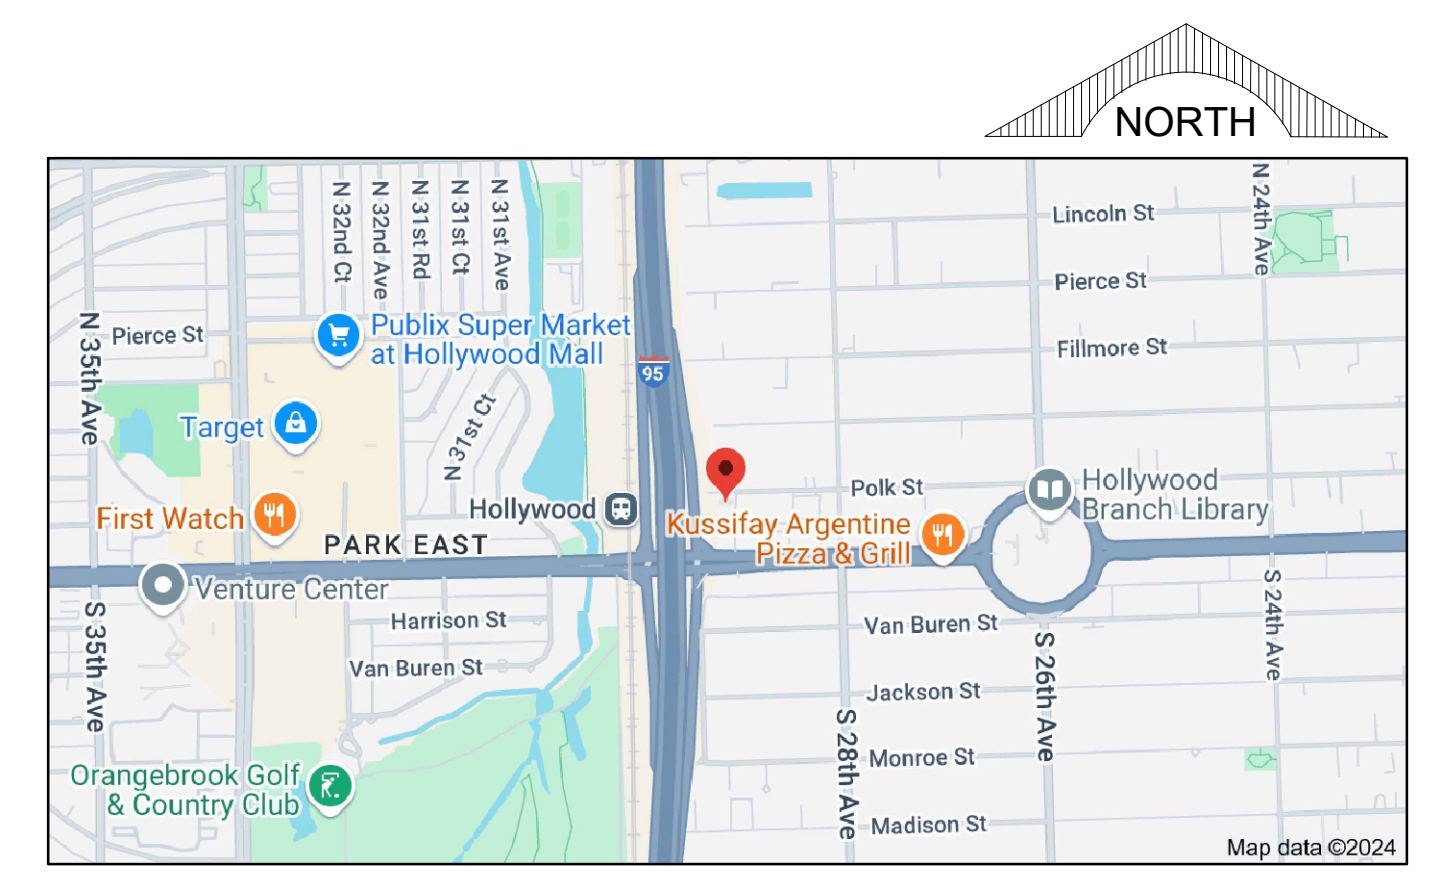 NORTH
N 32nd Ct
N 32nd Ave
N 31st Rd
N 31st Ct
N 31st Ave
N 24th Ave
Lincoln St
Pierce St
N 35th Ave
Pierce St
Publix Super Market
at Hollywood Mall
Fillmore St
95
Target
N 31st Ct
First Watch
Hollywood
Polk St
Hollywood
Branch Library
Kussifay Argentine
Pizza & Grill
PARK EAST
Venture Center
Harrison St
Van Buren St
S 35th Ave
Van Buren St
S 26th Ave
S 24th Ave
Jackson St
S 28th Ave
Monroe St
Orangebrook Golf
& Country Club
Madison St
Map data ©2024